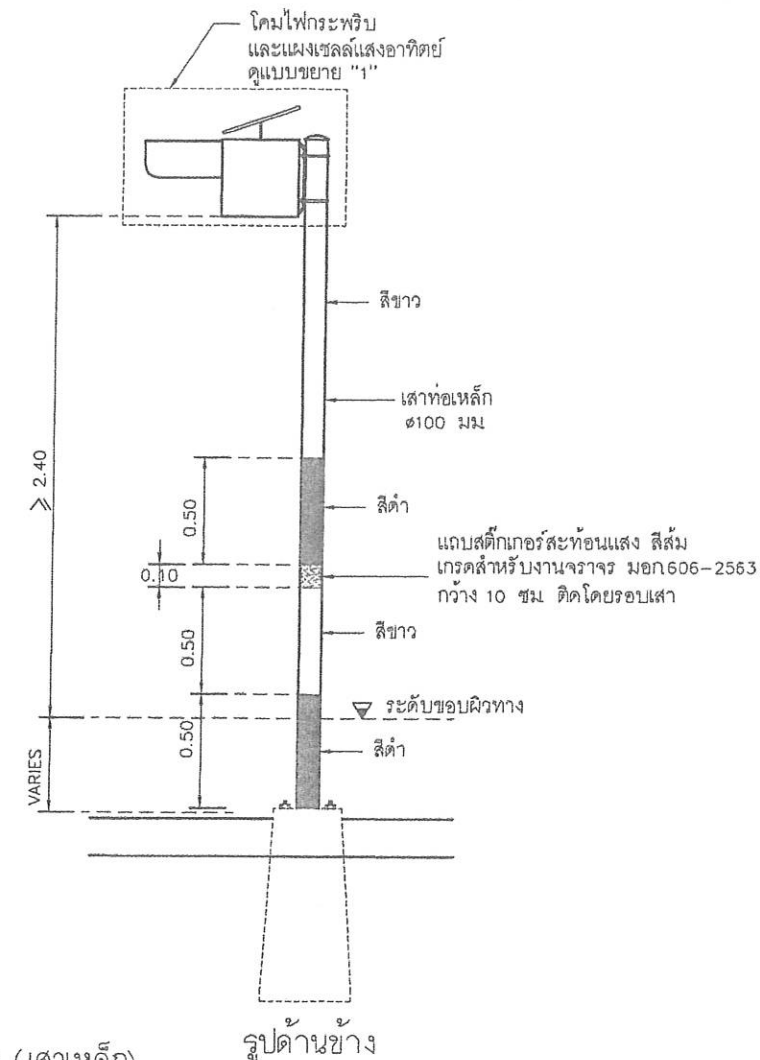 โคมไฟกระพริบ
และแผงเซลล์แสงอาทิตย์
ดูแบบขยาย "1"
สีขาว
เสาท่อเหล็ก
ø100 มม
≥ 2.40
0.50
สีดำ
แถบสติ๊กเกอร์สะท้อนแสง สีส้ม
เกรดสำหรับงานจราจร มอก.606-2563
กว้าง 10 ซม. ติดโดยรอบเสา
0.10
สีขาว
0.50
ระดับขอบผิวทาง
0.50
สีดำ
VARIES
รูปด้านข้าง
(เสาเหล็ก)